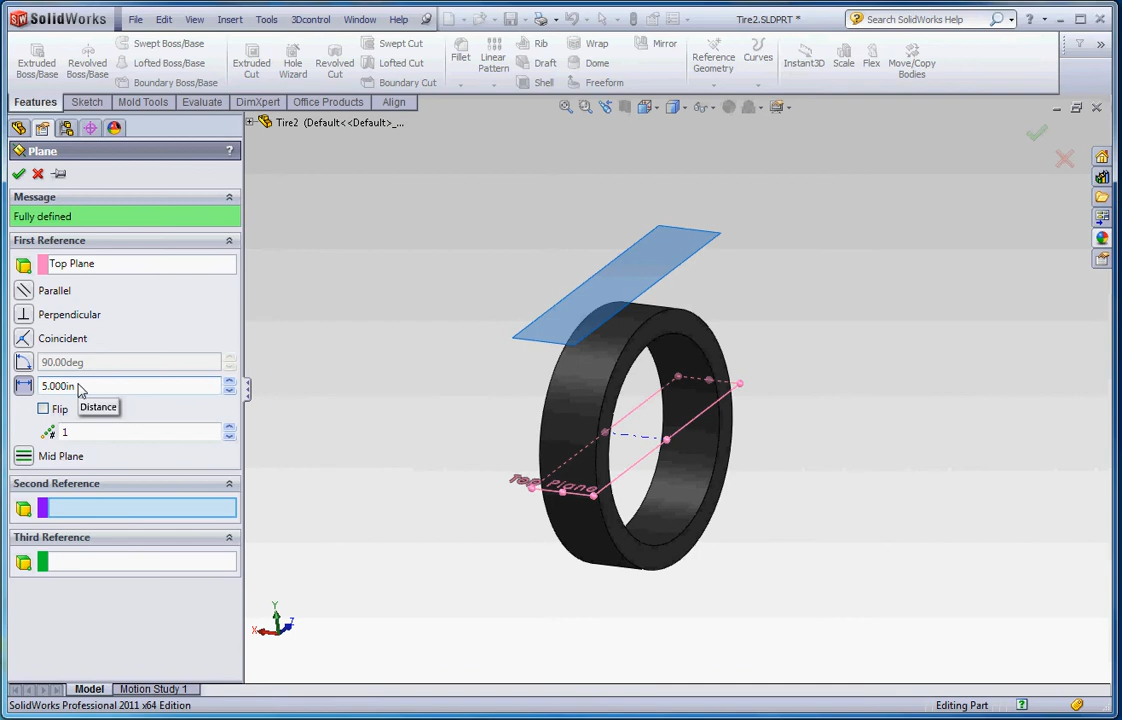 SolidWorks
File Edit View Insert Tools 3Dcontrol Window Help
Tire2.SLDPRT *
Search SolidWorks Help
Extruded Boss/Base
Revolved Boss/Base
Swept Boss/Base
Lofted Boss/Base
Boundary Boss/Base
Extruded Cut
Hole Wizard
Revolved Cut
Swept Cut
Lofted Cut
Boundary Cut
Fillet
Linear Pattern
Rib
Draft
Shell
Wrap
Dome
Freeform
Mirror
Reference Geometry
Curves
Instant3D
Scale
Flex
Move/Copy Bodies
Features Sketch Mold Tools Evaluate DimXpert Office Products Align
Tire2 (Default<<Default>_...
Plane ?
Message
Fully defined
First Reference
Top Plane
Parallel
Perpendicular
Coincident
90.00deg
5.000in
Flip
Distance
1
Mid Plane
Second Reference
Third Reference
Top Plane
Y
X
Z
Model Motion Study 1
SolidWorks Professional 2011 x64 Edition
Editing Part